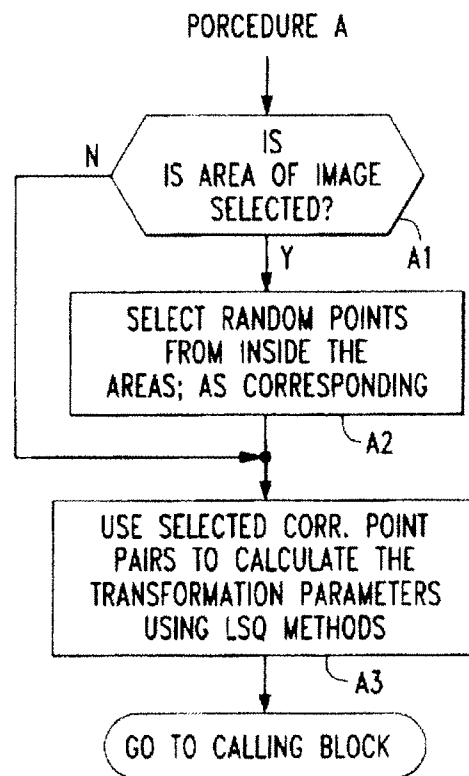 PORCEDURE A
IS
IS AREA OF IMAGE
SELECTED?
N
A1
Y
SELECT RANDOM POINTS
FROM INSIDE THE
AREAS; AS CORRESPONDING
A2
USE SELECTED CORR. POINT
PAIRS TO CALCULATE THE
TRANSFORMATION PARAMETERS
USING LSQ METHODS
A3
GO TO CALLING BLOCK